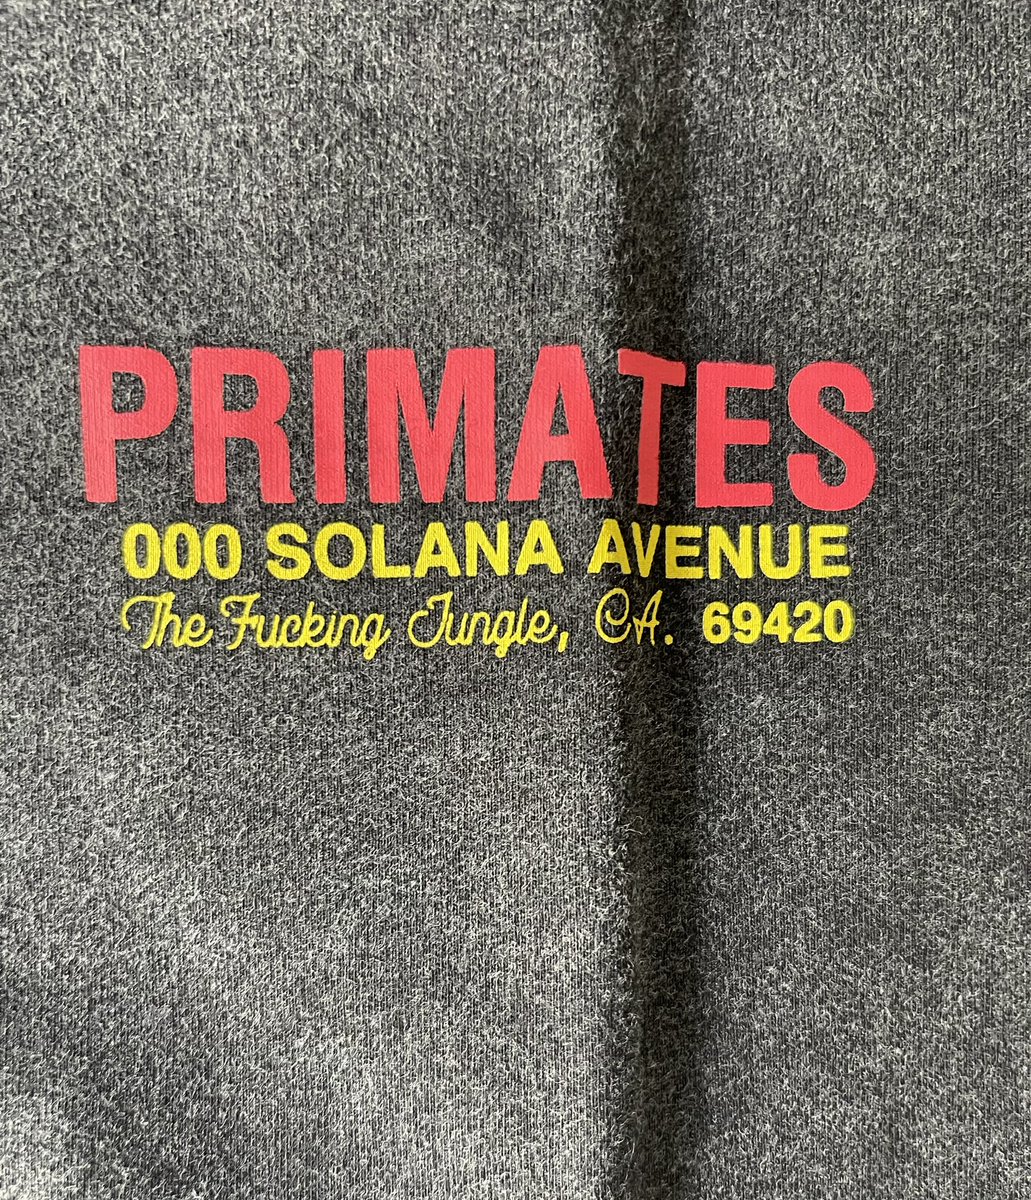 PRIMATES
000 SOLANA AVENUE
The Fucking Jungle, CA. 69420